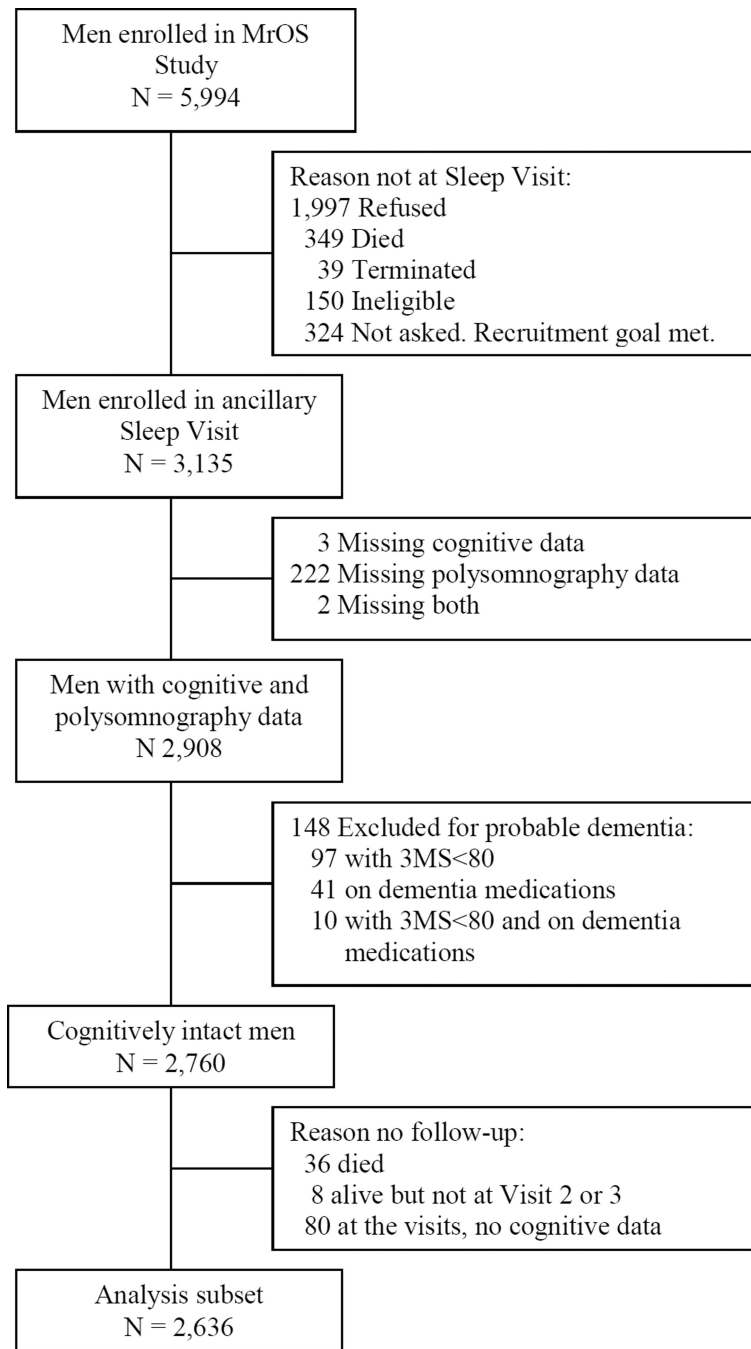 Men enrolled in MrOS
Study
N = 5,994
Reason not at Sleep Visit:
1,997 Refused
349 Died
39 Terminated
150 Ineligible
324 Not asked. Recruitment goal met.
Men enrolled in ancillary
Sleep Visit
N = 3,135
3 Missing cognitive data
222 Missing polysomnography data
2 Missing both
Men with cognitive and
polysomnography data
N 2,908
148 Excluded for probable dementia:
97 with 3MS<80
41 on dementia medications
10 with 3MS<80 and on dementia
medications
Cognitively intact men
N = 2,760
Reason no follow-up:
36 died
8 alive but not at Visit 2 or 3
80 at the visits, no cognitive data
Analysis subset
N = 2,636